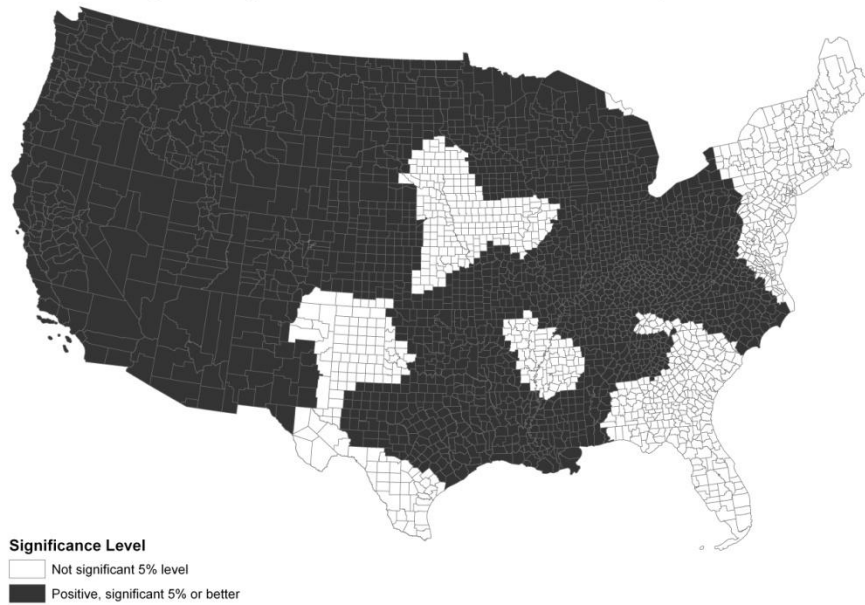 Significance Level
Not significant 5% level
Positive, significant 5% or better